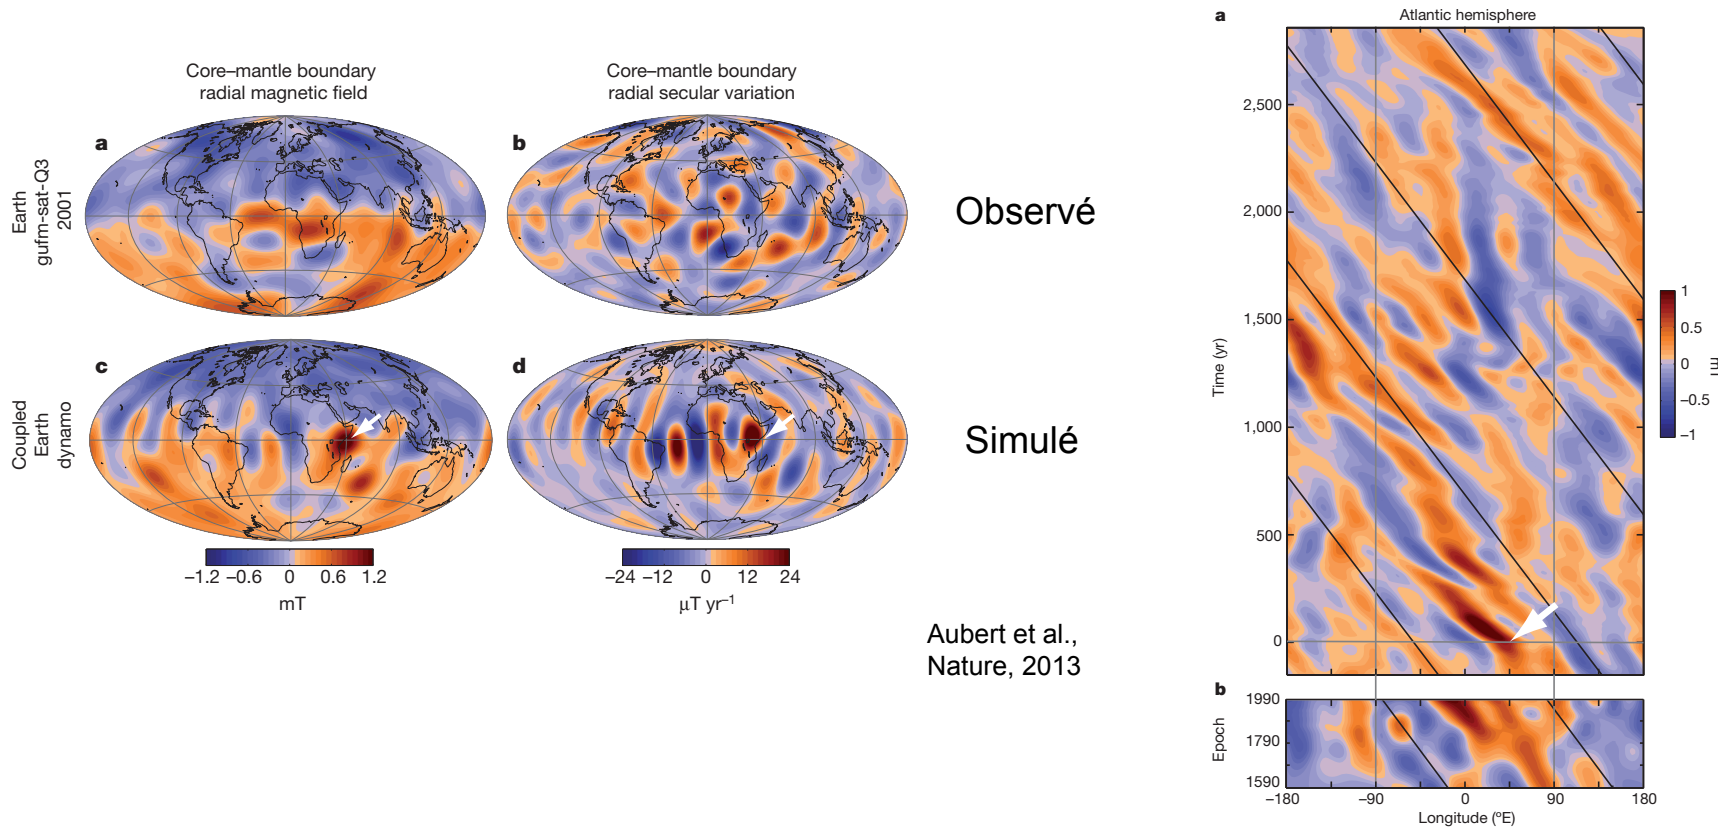 Core–mantle boundary
radial magnetic field
Core–mantle boundary
radial secular variation
a
b
Earth
gufm-sat-Q3
2001
Observé
c
d
Coupled
Earth
dynamo
Simulé
−1.2 −0.6 0 0.6 1.2
mT
−24 −12 0 12 24
μT yr−1
Aubert et al.,
Nature, 2013
a
Atlantic hemisphere
2,500
2,000
1,500
1,000
500
0
Time (yr)
1
0.5
0
−0.5
−1
mT
b
1990
1790
1590
Epoch
−180 −90 0 90 180
Longitude (ºE)